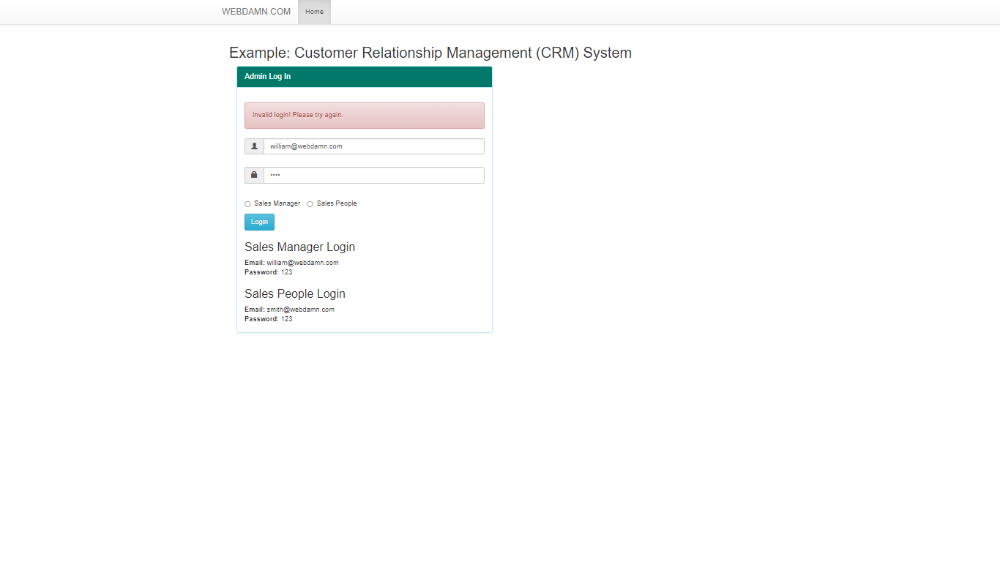 WEBDAMN.COM Home
Example: Customer Relationship Management (CRM) System
Admin Log In
Invalid login! Please try again.
william@webdamn.com
••••
Sales Manager Sales People
Login
Sales Manager Login
Email: william@webdamn.com
Password: 123
Sales People Login
Email: smith@webdamn.com
Password: 123